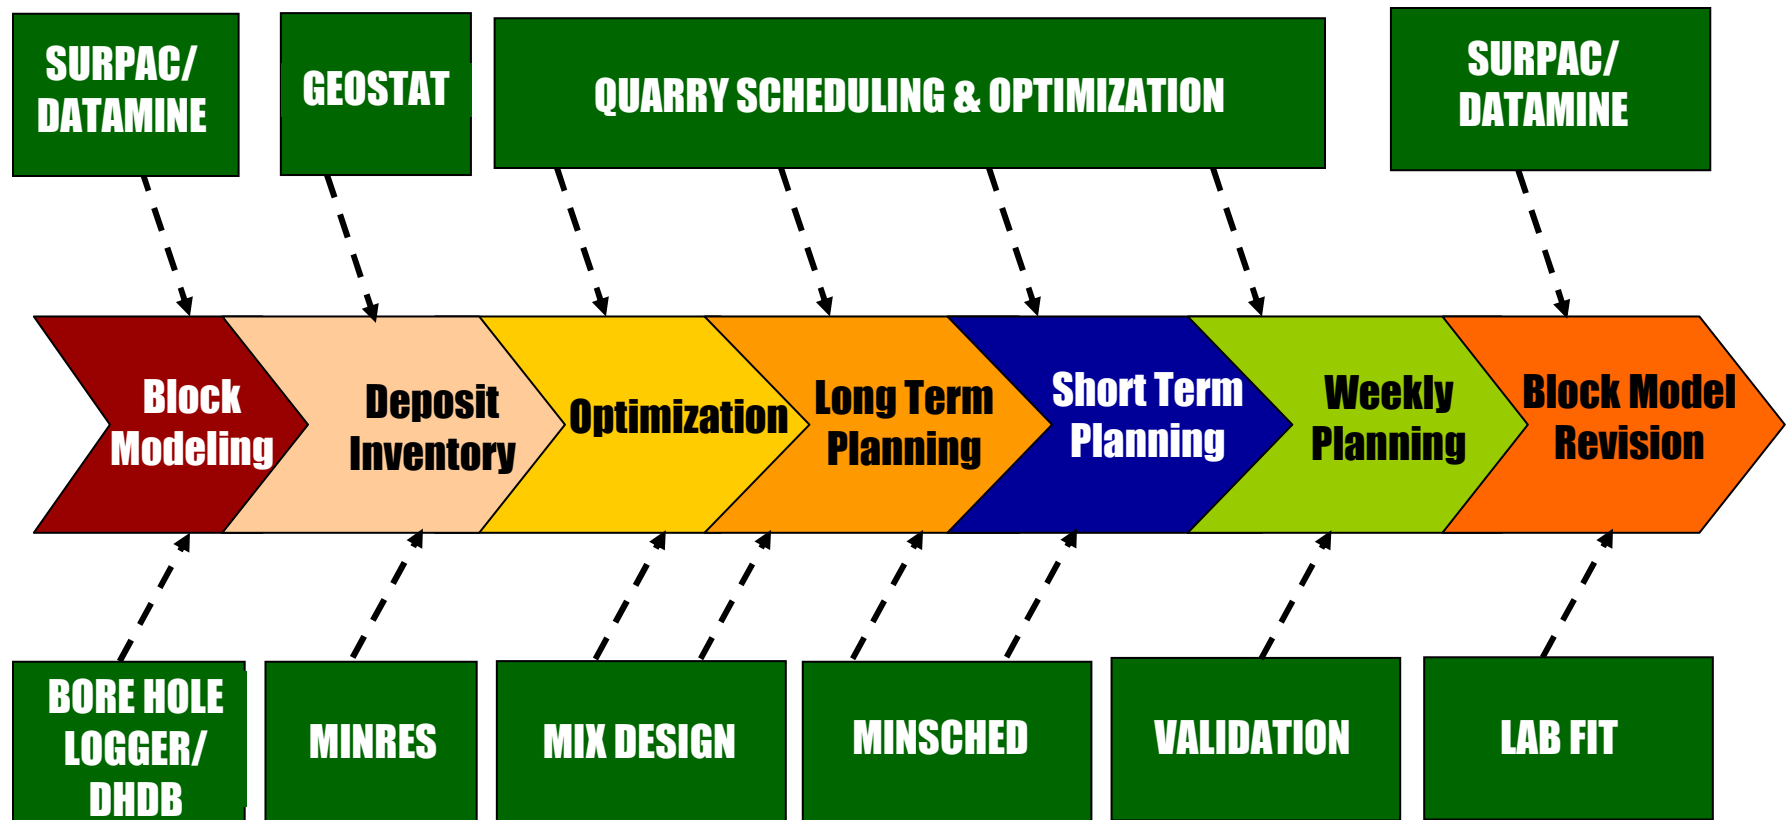 SURPAC/
DATAMINE
GEOSTAT
QUARRY SCHEDULING & OPTIMIZATION
SURPAC/
DATAMINE
Block
Modeling
Deposit
Inventory
Optimization
Long Term
Planning
Short Term
Planning
Weekly
Planning
Block Model
Revision
BORE HOLE
LOGGER/
DHDB
MINRES
MIX DESIGN
MINSCHED
VALIDATION
LAB FIT